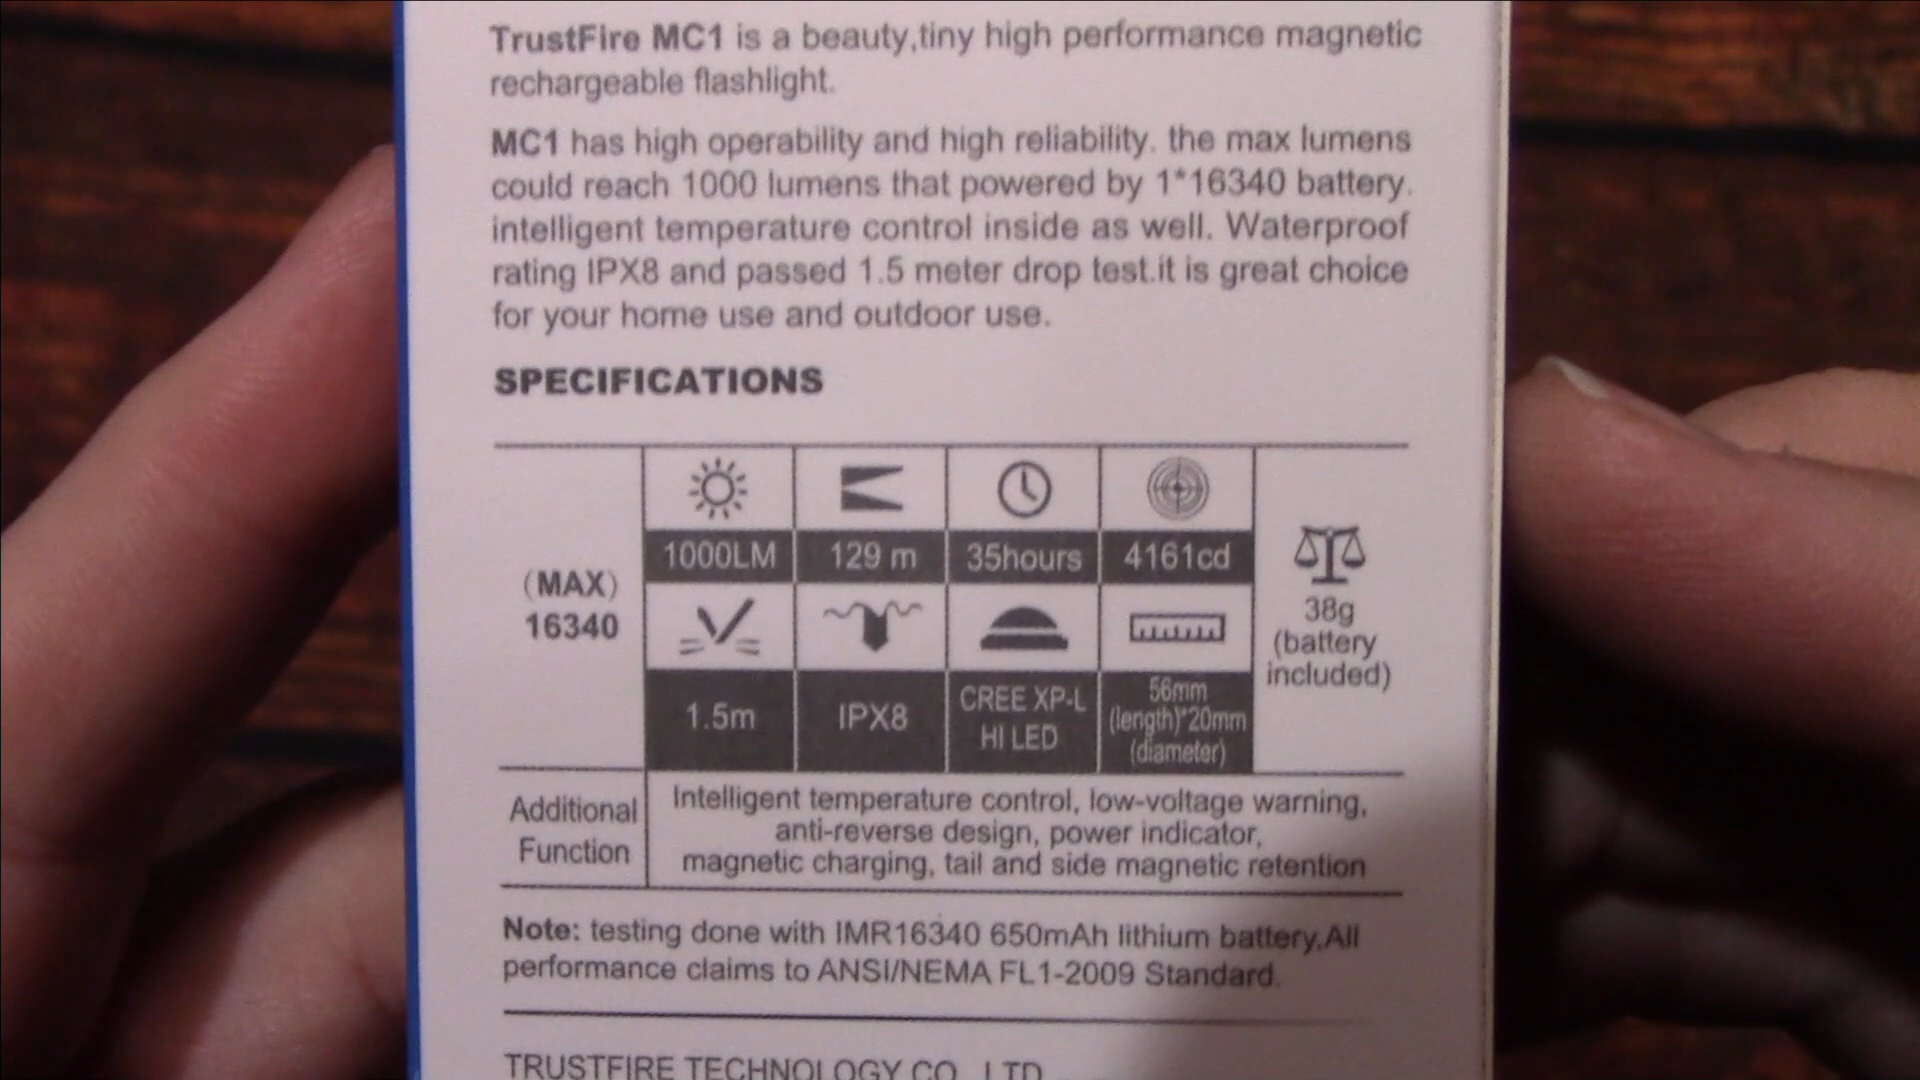 TrustFire MC1 is a beauty,tiny high performance magnetic
rechargeable flashlight.
MC1 has high operability and high reliability. the max lumens
could reach 1000 lumens that powered by 1*16340 battery.
intelligent temperature control inside as well. Waterproof
rating IPX8 and passed 1.5 meter drop test.it is great choice
for your home use and outdoor use.
SPECIFICATIONS
(MAX)
16340
1000LM
129 m
35hours
4161cd
1.5m
IPX8
CREE XP-L
HI LED
56mm
(length)*20mm
(diameter)
38g
(battery
included)
Additional
Function
Intelligent temperature control, low-voltage warning,
anti-reverse design, power indicator,
magnetic charging, tail and side magnetic retention
Note: testing done with IMR16340 650mAh lithium battery,All
performance claims to ANSI/NEMA FL1-2009 Standard.
TRUSTFIRE TECHNOLOGY CO., LTD